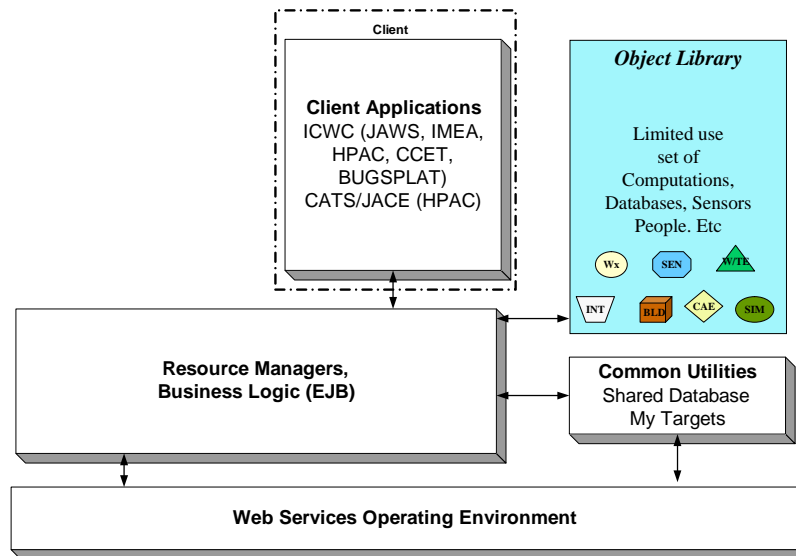 Client
Client Applications
ICWC (JAWS, IMEA,
HPAC, CCET,
BUGSPLAT)
CATS/JACE (HPAC)
Object Library
Limited use
set of
Computations,
Databases, Sensors
People. Etc
Wx
SEN
W/TE
INT
BLD
CAE
SIM
Resource Managers,
Business Logic (EJB)
Common Utilities
Shared Database
My Targets
Web Services Operating Environment